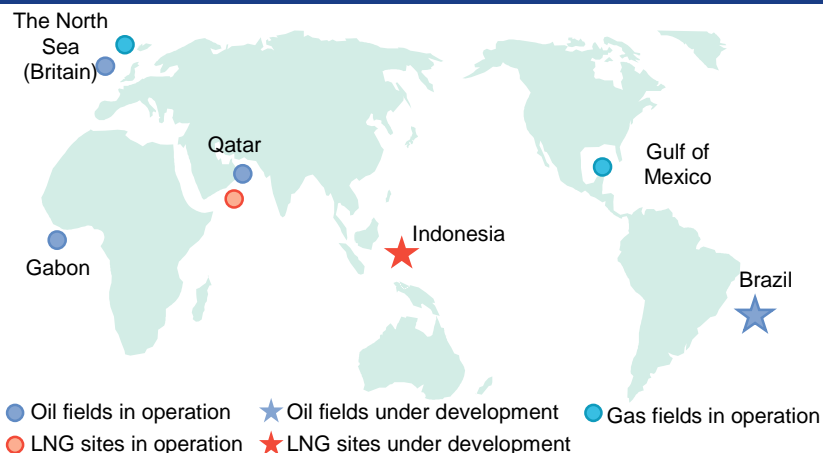 The North
Sea
(Britain)
Qatar
Gulf of
Mexico
Indonesia
Gabon
Brazil
Oil fields in operation
Oil fields under development
Gas fields in operation
LNG sites in operation
LNG sites under development